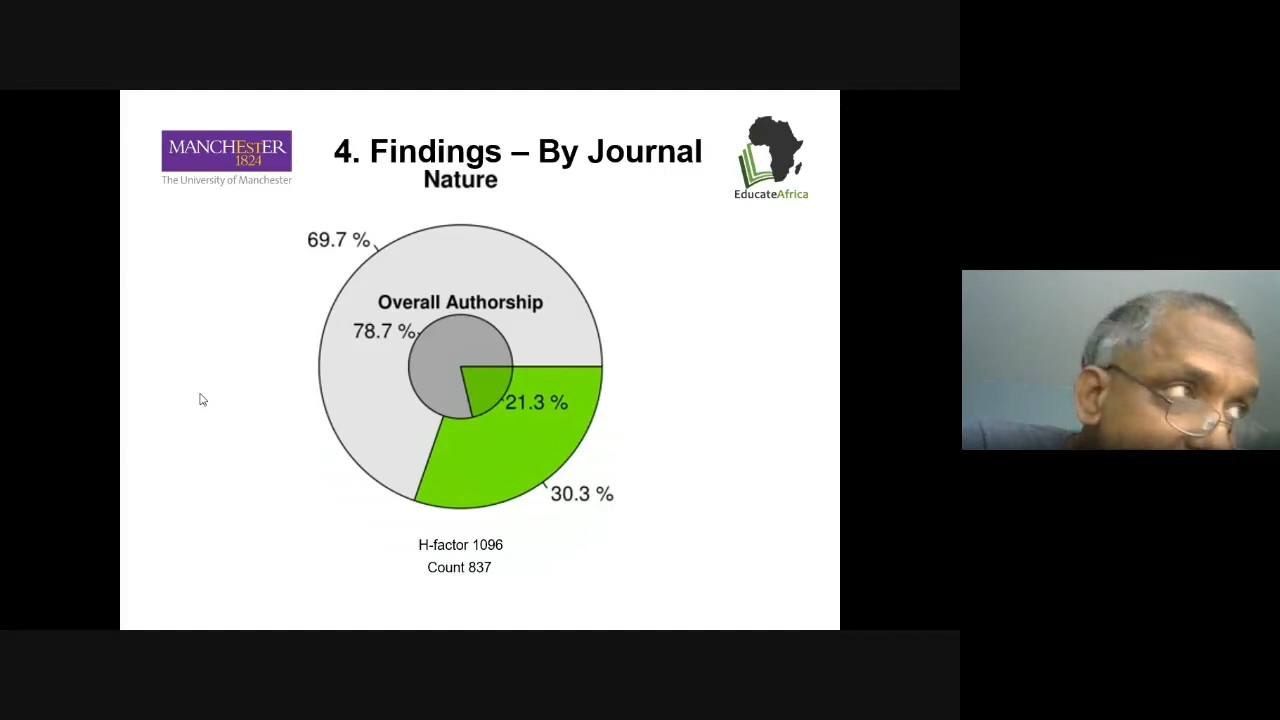 MANCHESTER
1824
The University of Manchester
4. Findings – By Journal
Nature
EducateAfrica
69.7 %
Overall Authorship
78.7 %
21.3 %
30.3 %
H-factor 1096
Count 837